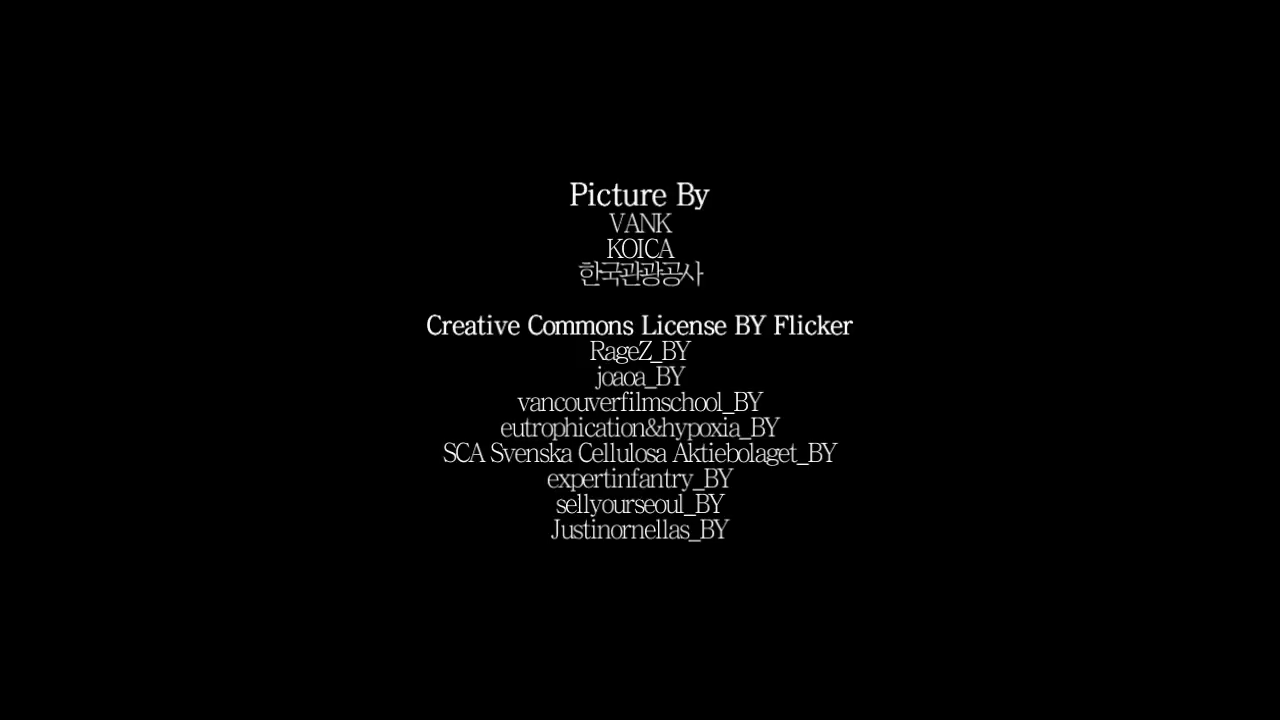 Picture By
VANK
KOICA
한국관광공사
Creative Commons License BY Flicker
RageZ_BY
joaoa_BY
vancouverfilmschool_BY
eutrophication&hypoxia_BY
SCA Svenska Cellulosa Aktiebolaget_BY
expertinfantry_BY
sellyourseoul_BY
Justinornellas_BY